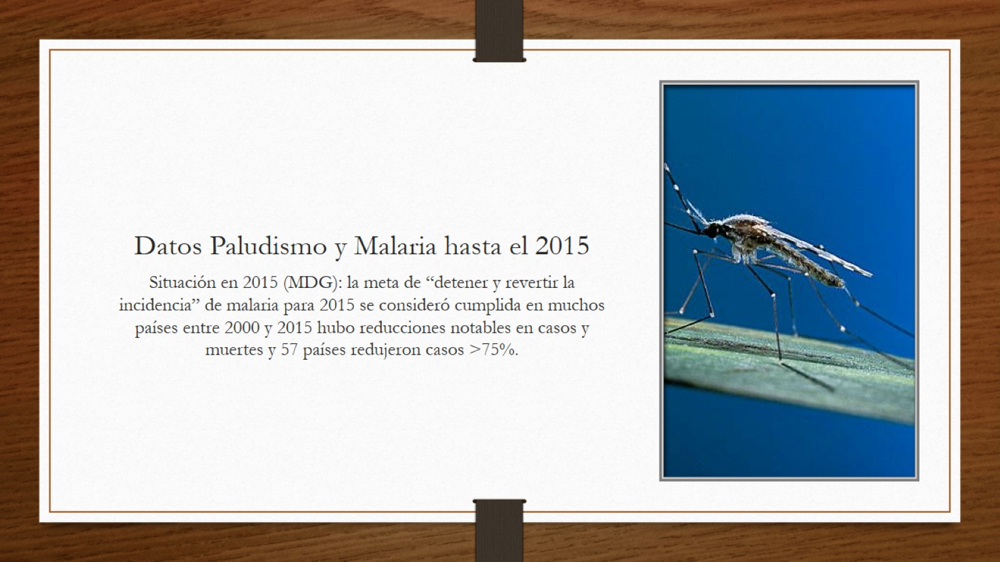 Datos Paludismo y Malaria hasta el 2015
Situación en 2015 (MDG): la meta de “detener y revertir la
incidencia” de malaria para 2015 se consideró cumplida en muchos
países entre 2000 y 2015 hubo reducciones notables en casos y
muertes y 57 países redujeron casos >75%.